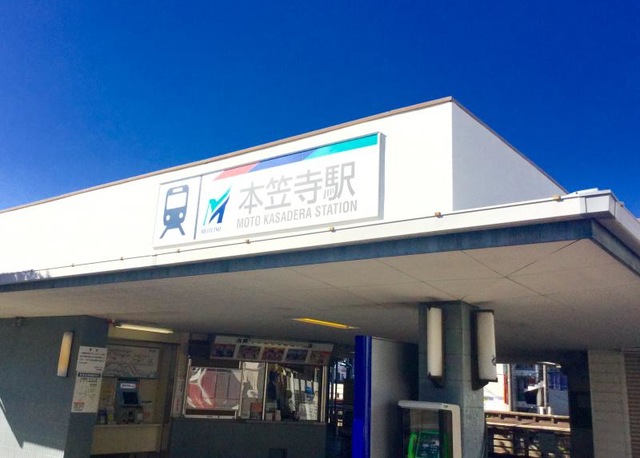 本笠寺駅
MOTO KASADERA STATION